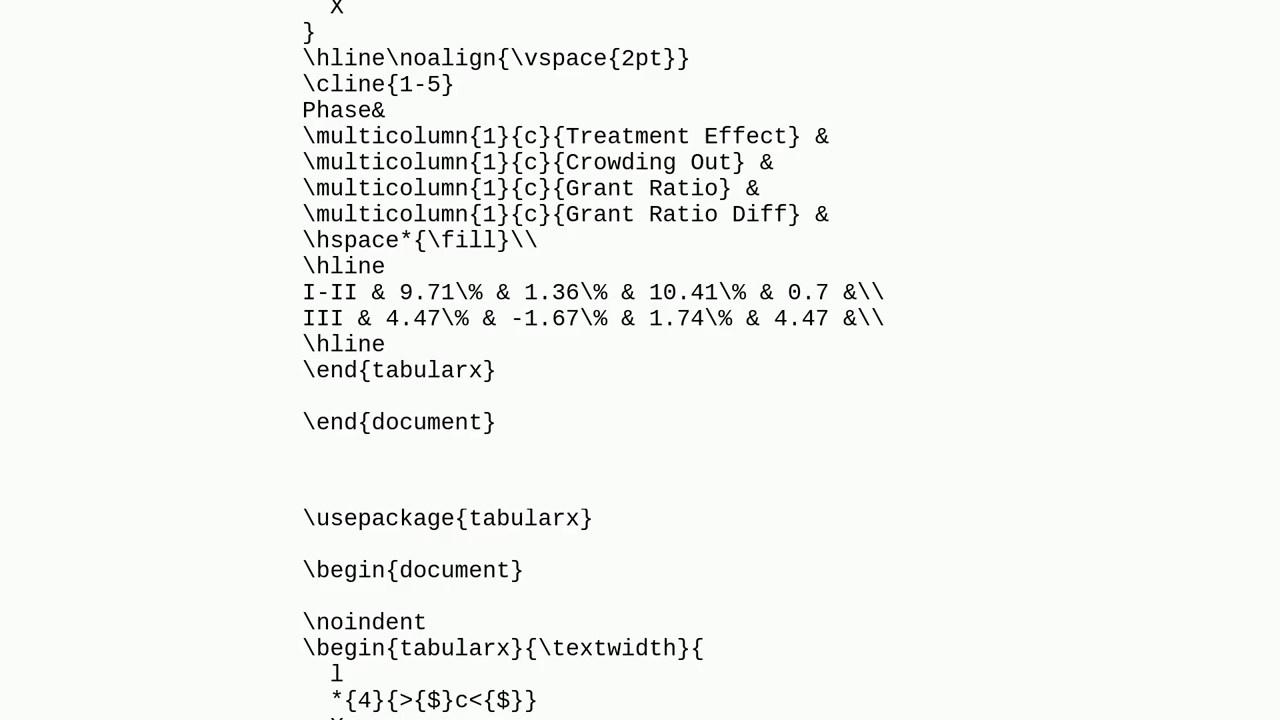 X
}
\hline\noalign{\vspace{2pt}}
\cline{1-5}
Phase&
\multicolumn{1}{c}{Treatment Effect} &
\multicolumn{1}{c}{Crowding Out} &
\multicolumn{1}{c}{Grant Ratio} &
\multicolumn{1}{c}{Grant Ratio Diff} &
\hspace*{\fill}\\
\hline
I-II & 9.71\% & 1.36\% & 10.41\% & 0.7 &\\
III & 4.47\% & -1.67\% & 1.74\% & 4.47 &\\
\hline
\end{tabularx}
\end{document}
\usepackage{tabularx}
\begin{document}
\noindent
\begin{tabularx}{\textwidth}{
l
*{4}{>{$}c<{$}}